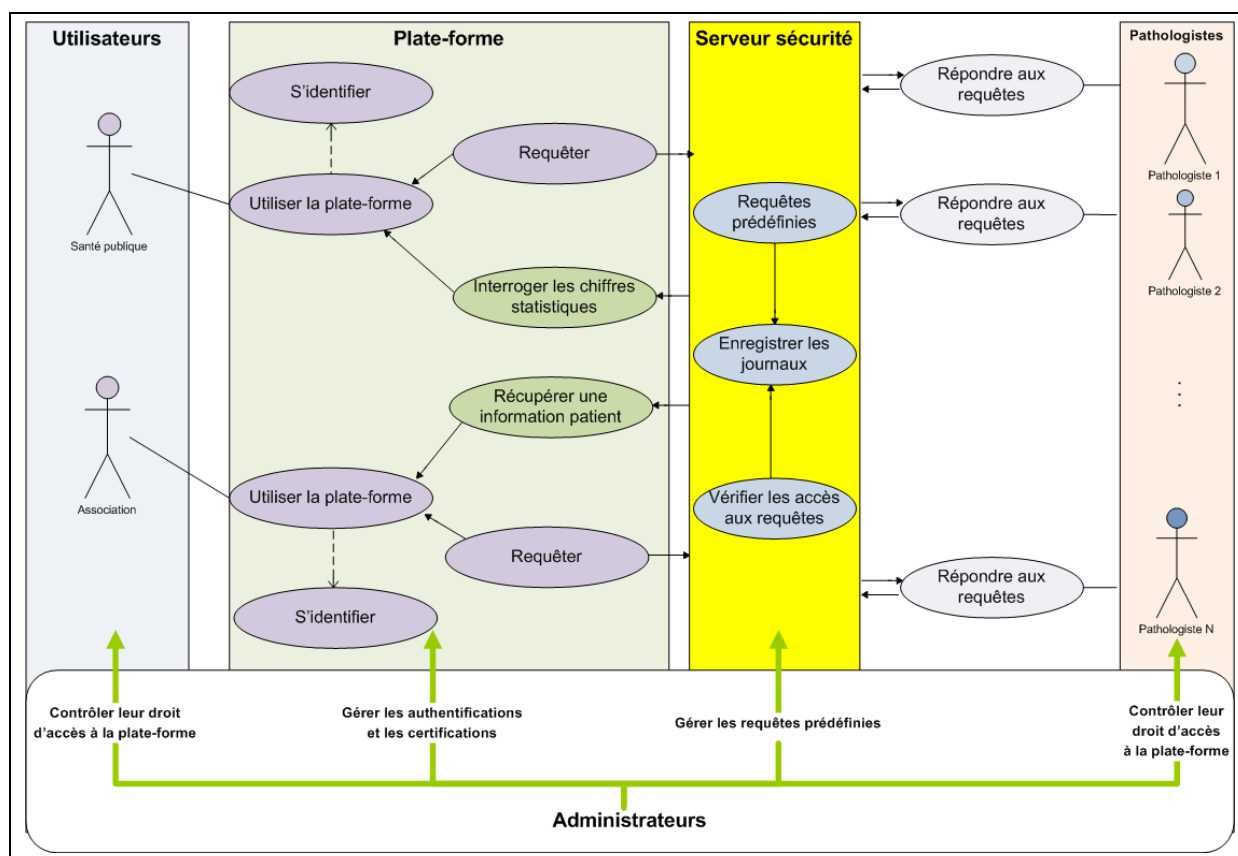 Utilisateurs
Plate-forme
Serveur sécurité
Pathologistes
S'identifier
Requêter
Utiliser la plate-forme
Santé publique
Interroger les chiffres
statistiques
Récupérer une
information patient
Utiliser la plate-forme
Association
Requêter
S'identifier
Requêtes
prédéfinies
Enregistrer les
journaux
Vérifier les accès
aux requêtes
Répondre aux
requêtes
Répondre aux
requêtes
Répondre aux
requêtes
Pathologiste 1
Pathologiste 2
Pathologiste N
Contrôler leur droit
d'accès à la plate-forme
Gérer les authentifications
et les certifications
Gérer les requêtes prédéfinies
Contrôler leur
droit d'accès
à la plate-forme
Administrateurs